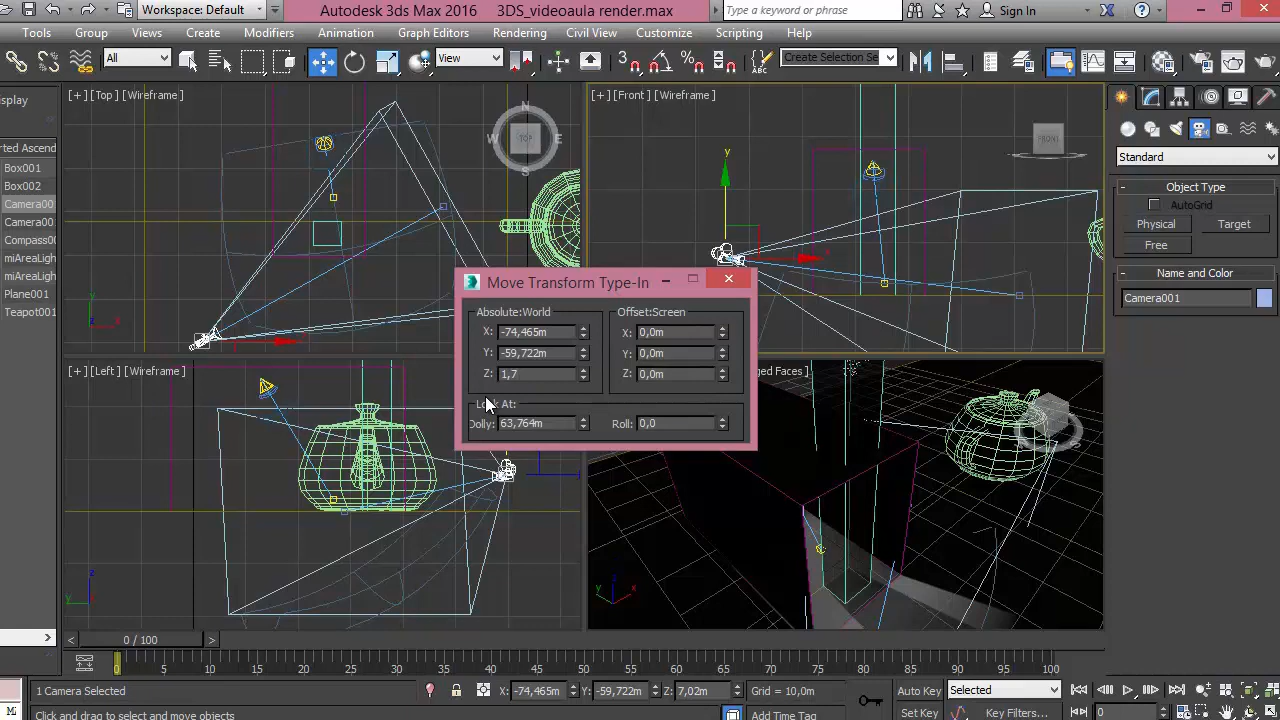 Workspace: Default
Autodesk 3ds Max 2016 3DS_videoaula render.max
Type a keyword or phrase
Sign In
Tools Group Views Create Modifiers Animation Graph Editors Rendering Civil View Customize Scripting Help
All
View
Create Selection Se
[+] [Top] [Wireframe]
[+] [Front] [Wireframe]
N
W
TOP
E
S
FRONT
y
x
display
rted Ascend
Box001
Box002
Camera00
Camera00
Compass00
miAreaLigh
miAreaLigh
Plane001
Teapot001
Standard
- Object Type
AutoGrid
Physical Target
Free
- Name and Color
Camera001
Move Transform Type-In
Absolute:World
X: -74,465m
Y: -59,722m
Z: 1,7
Offset:Screen
X: 0,0m
Y: 0,0m
Z: 0,0m
Look At:
Dolly: 63,764m
Roll: 0,0
[+] [Left] [Wireframe]
ged Faces]
z
y
y
z
x
< 0 / 100 >
0 5 10 15 20 25 30 35 40 45 50 55 60 65 70 75 80 85 90 95 100
1 Camera Selected
X: -74,465m Y: -59,722m Z: 7,02m Grid = 10,0m
Auto Key Selected
M
Click and drag to select and move objects
Add Time Tag
Set Key Key Filters... 0